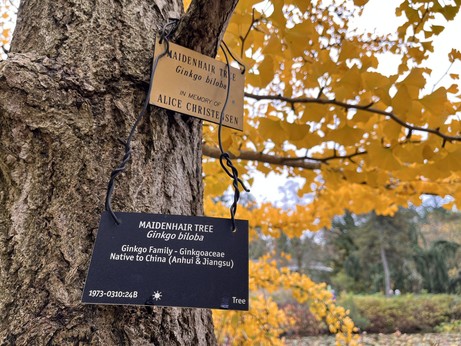 MAIDENHAIR TREE
Ginkgo biloba
IN MEMORY OF
ALICE CHRISTENSEN
MAIDENHAIR TREE
Ginkgo biloba
Ginkgo Family - Ginkgoaceae
Native to China (Anhui & Jiangsu)
1973-0310:24B
Tree